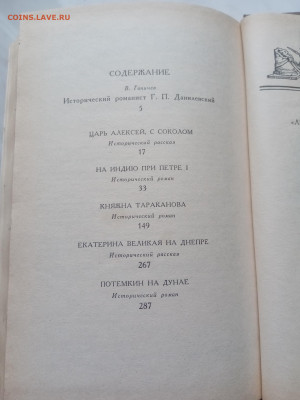 COINS.LAVE.RU
СОДЕРЖАНИЕ
Исторический романист Г. П. Данилевский
5
ЦАРЬ АЛЕКСЕЙ С СОКОЛОМ
Исторический рассказ
17
НА ИНДИЮ ПРИ ПЕТРЕ I
Исторический роман
33
КНЯЖНА ТАРАКАНОВА
Исторический роман
149
ЕКАТЕРИНА ВЕЛИКАЯ НА ДНЕПРЕ
Исторический рассказ
267
ПОТЕМКИН НА ДУНАЕ
Исторический роман
287